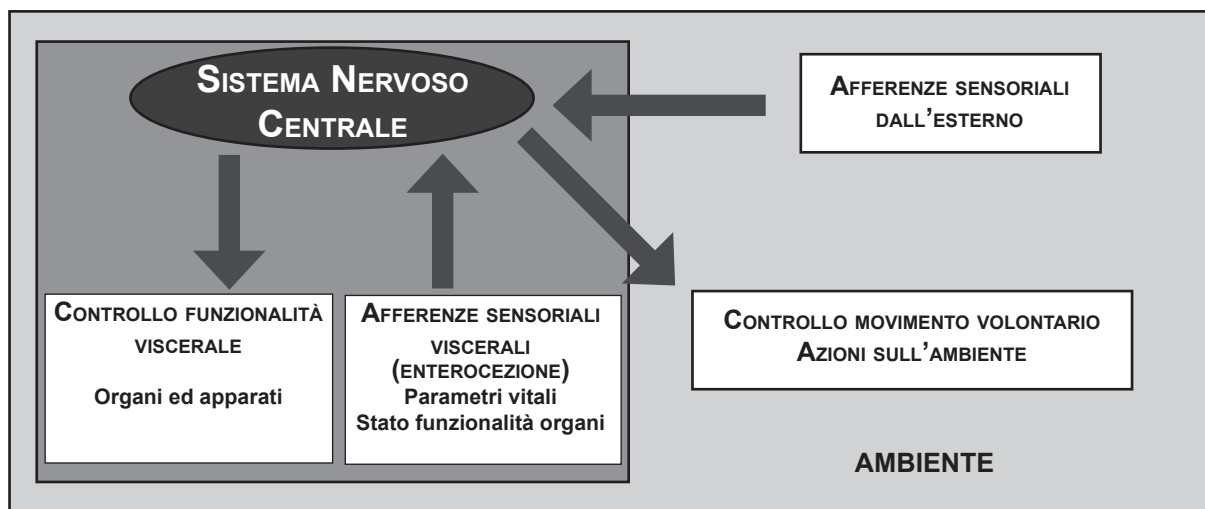 Sistema Nervoso
Centrale
Afferenze sensoriali
dall'esterno
Controllo funzionalità
viscerale
Organi ed apparati
Afferenze sensoriali
viscerali
(enterocezione)
Parametri vitali
Stato funzionalità organi
Controllo movimento volontario
Azioni sull'ambiente
AMBIENTE